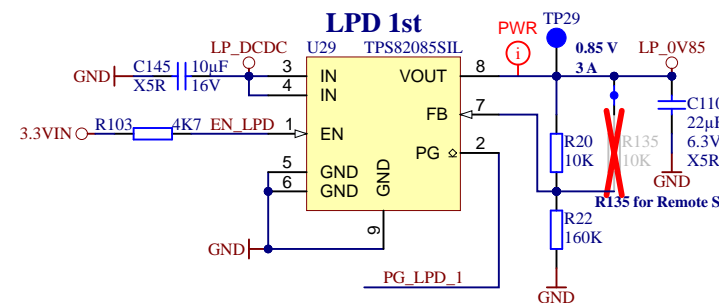 LPD 1st
PWR
TP29
LP_DCDC
U29
TPS82085SIL
0.85 V
3 A
LP_0V85
C145
10µF
GND
X5R
16V
3
IN
4
IN
VOUT
8
FB
7
C110
22µF
6.3V
X5R
3.3VIN
R103
4K7
EN_LPD
1
EN
PG
2
R20
10K
R135
10K
GND
5
GND
6
GND
GND
9
R135 for Remote S
R22
160K
GND
PG_LPD_1
GND